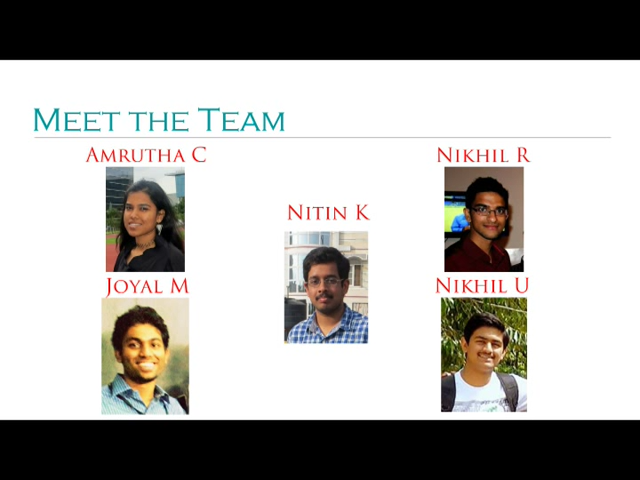 Meet the Team
Amrutha C
Nikhil R
Nitin K
Joyal M
Nikhil U